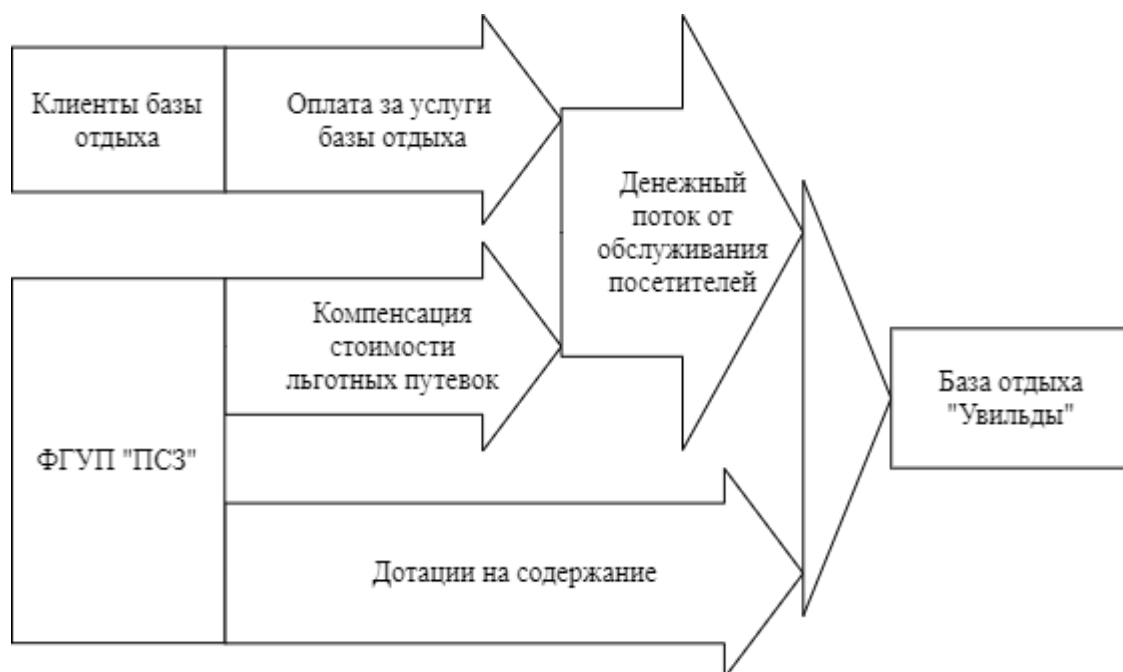 Клиенты базы
отдыха
Оплата за услуги
базы отдыха
Денежный
поток от
обслуживания
посетителей
Компенсация
стоимости
льготных путевок
ФГУП "ПСЗ"
База отдыха
"Увильды"
Дотации на содержание